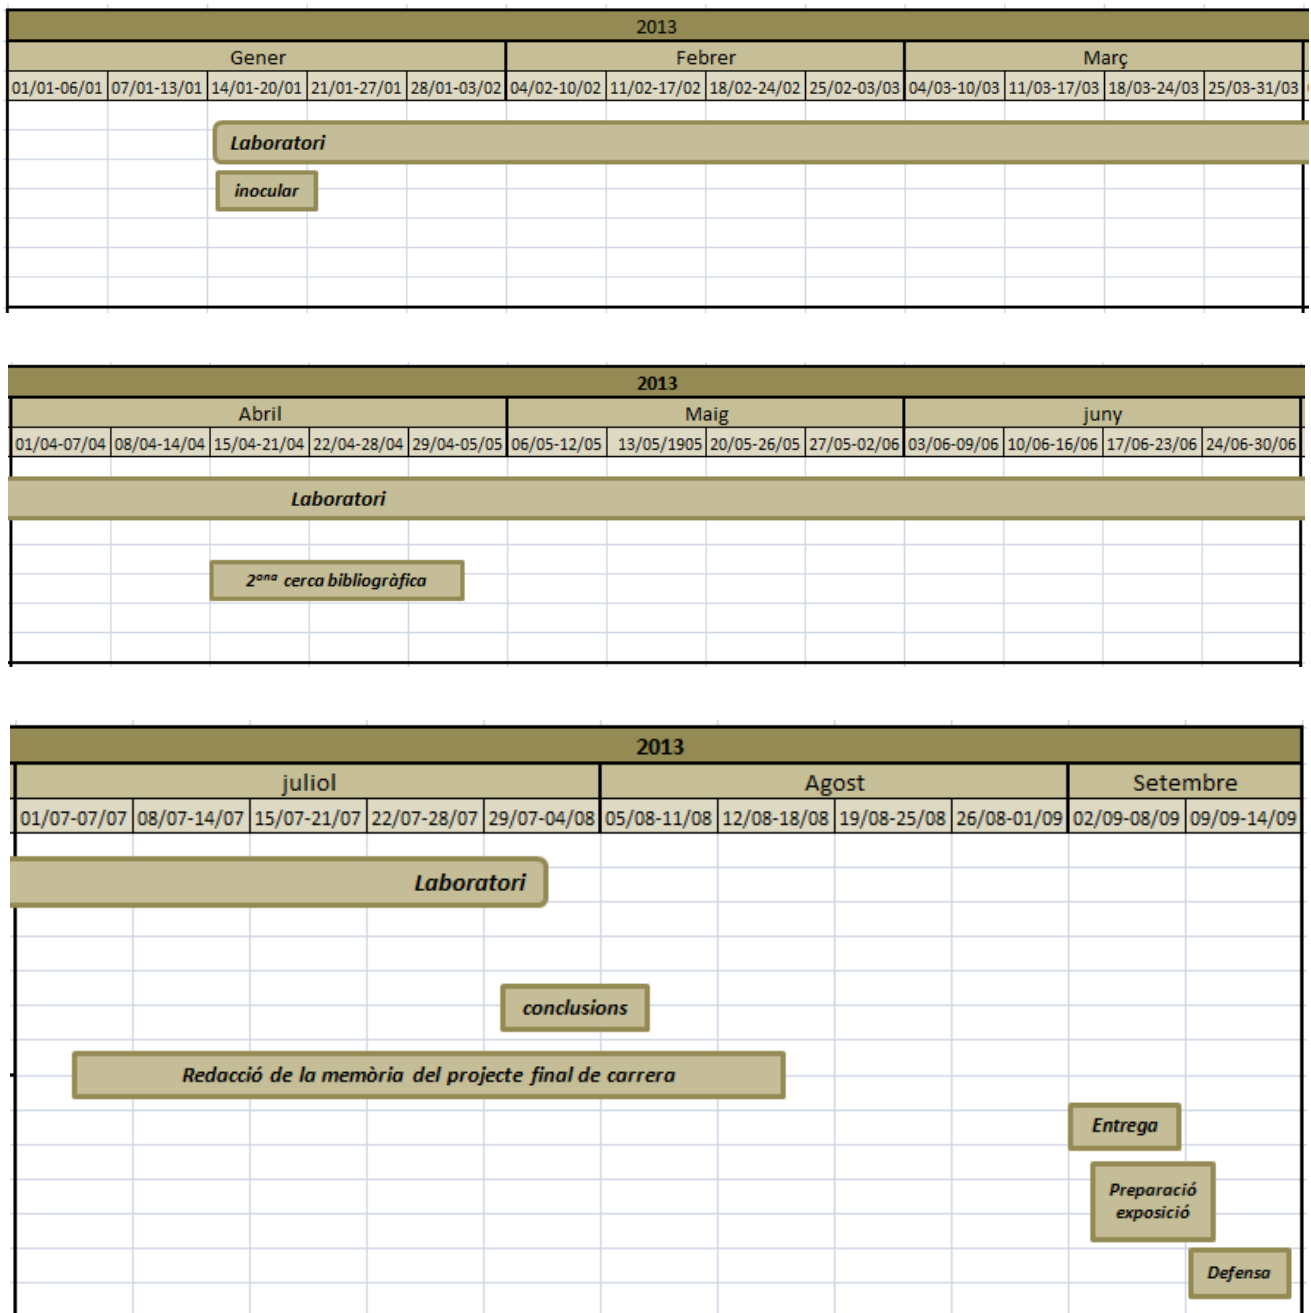 2013
Gener Febrer Març
01/01-06/01 07/01-13/01 14/01-20/01 21/01-27/01 28/01-03/02 04/02-10/02 11/02-17/02 18/02-24/02 25/02-03/03 04/03-10/03 11/03-17/03 18/03-24/03 25/03-31/03
Laboratori
inocular
2013
Abril Maig juny
01/04-07/04 08/04-14/04 15/04-21/04 22/04-28/04 29/04-05/05 06/05-12/05 13/05/1905 20/05-26/05 27/05-02/06 03/06-09/06 10/06-16/06 17/06-23/06 24/06-30/06
Laboratori
2ona cerca bibliogràfica
2013
juliol Agost Setembre
01/07-07/07 08/07-14/07 15/07-21/07 22/07-28/07 29/07-04/08 05/08-11/08 12/08-18/08 19/08-25/08 26/08-01/09 02/09-08/09 09/09-14/09
Laboratori
conclusions
Redacció de la memòria del projecte final de carrera
Entrega
Preparació
exposició
Defensa